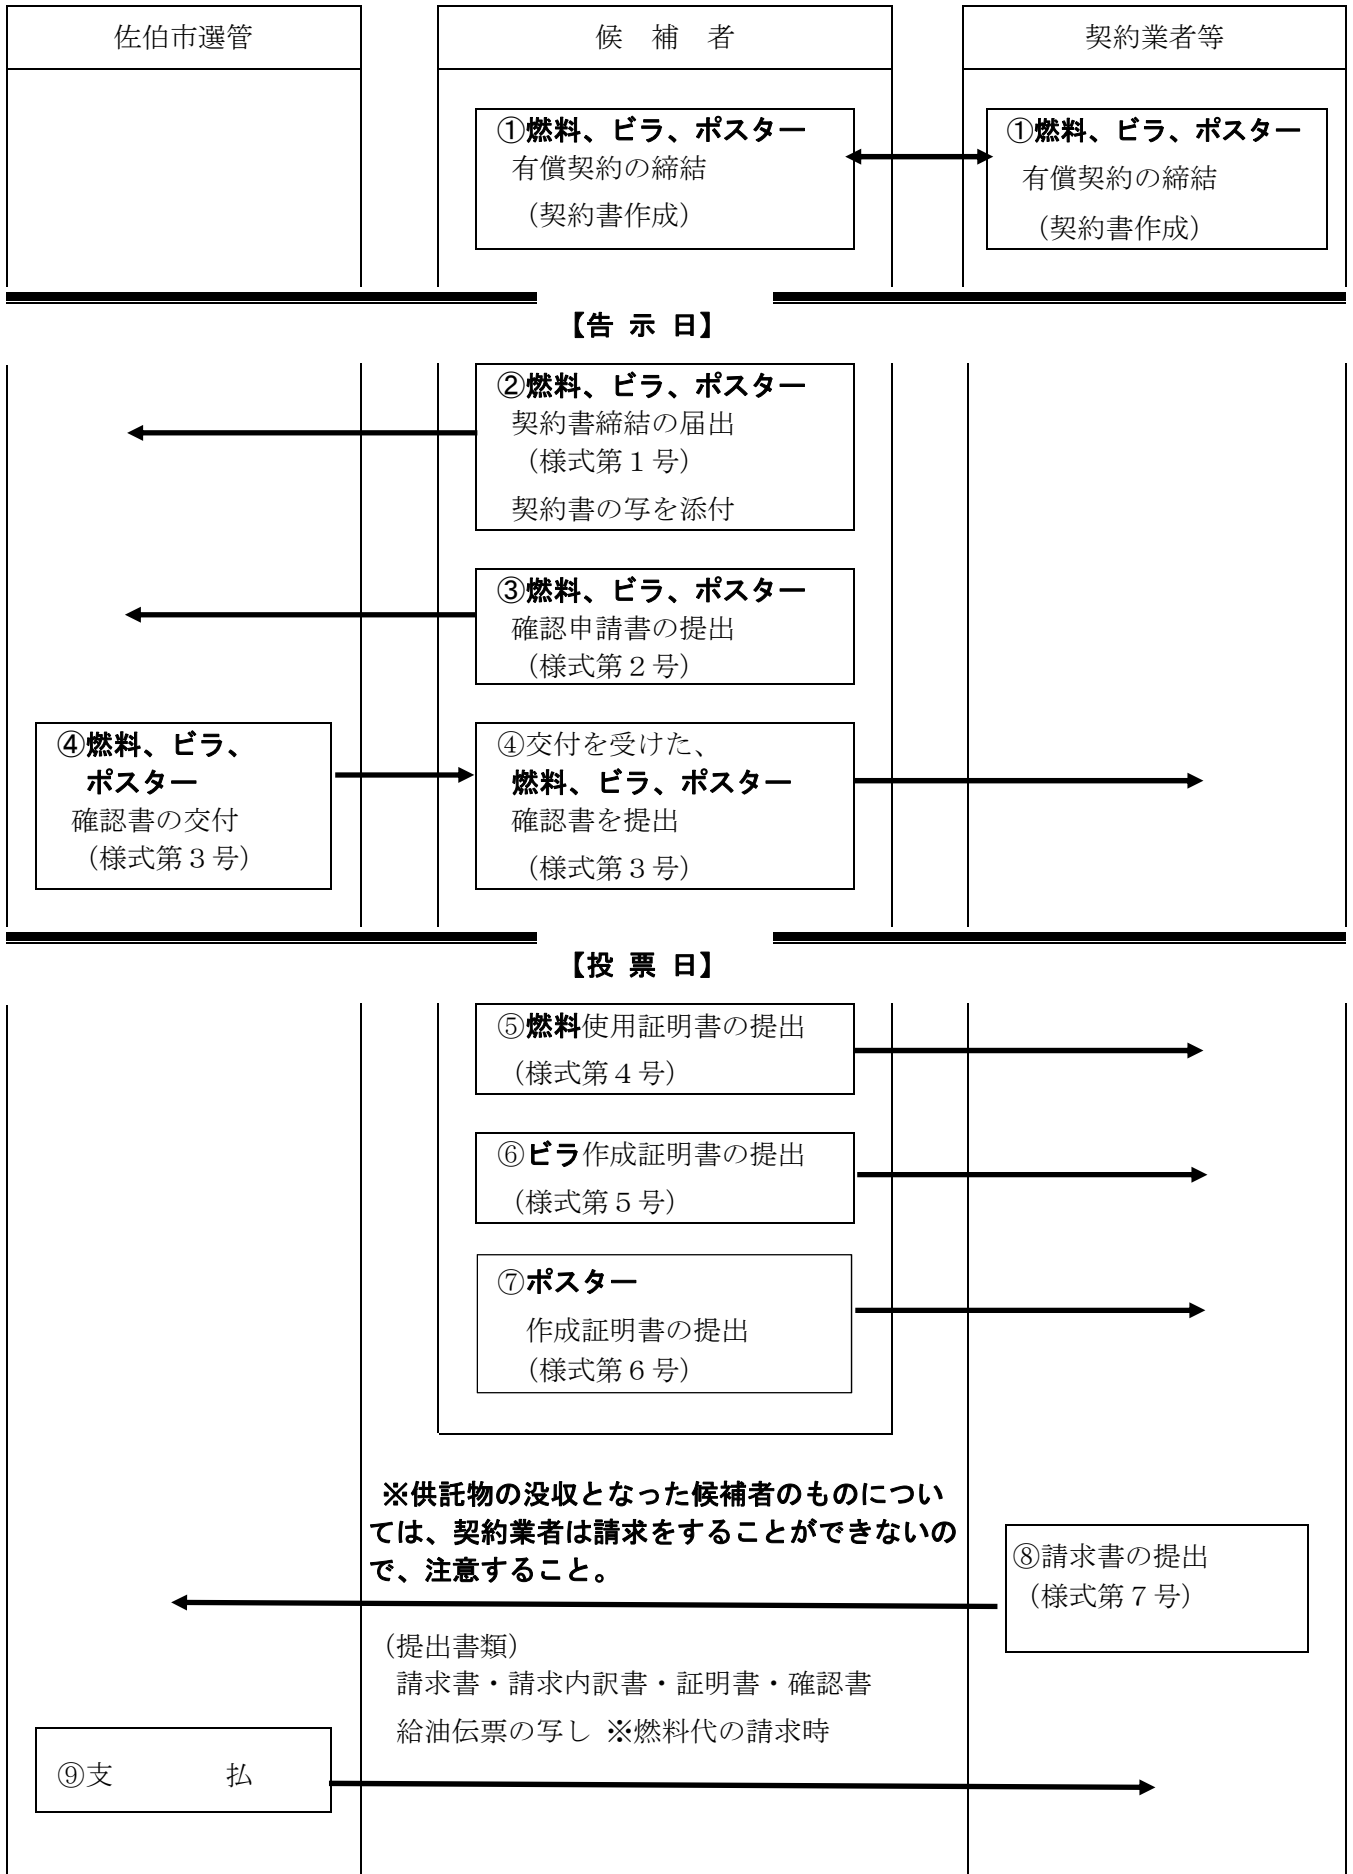 佐伯市選管
候　補　者
契約業者等
①燃料、ビラ、ポスター
有償契約の締結
（契約書作成）
①燃料、ビラ、ポスター
有償契約の締結
（契約書作成）
【告 示 日】
②燃料、ビラ、ポスター
契約書締結の届出
（様式第１号）
契約書の写を添付
③燃料、ビラ、ポスター
確認申請書の提出
（様式第２号）
④燃料、ビラ、
ポスター
確認書の交付
（様式第３号）
④交付を受けた、
燃料、ビラ、ポスター
確認書を提出
（様式第３号）
【投 票 日】
⑤燃料使用証明書の提出
（様式第４号）
⑥ビラ作成証明書の提出
（様式第５号）
⑦ポスター
作成証明書の提出
（様式第６号）
※供託物の没収となった候補者のものについ
ては、契約業者は請求をすることができないの
で、注意すること。
⑧請求書の提出
（様式第７号）
（提出書類）
請求書・請求内訳書・証明書・確認書
給油伝票の写し ※燃料代の請求時
⑨支　　　　払